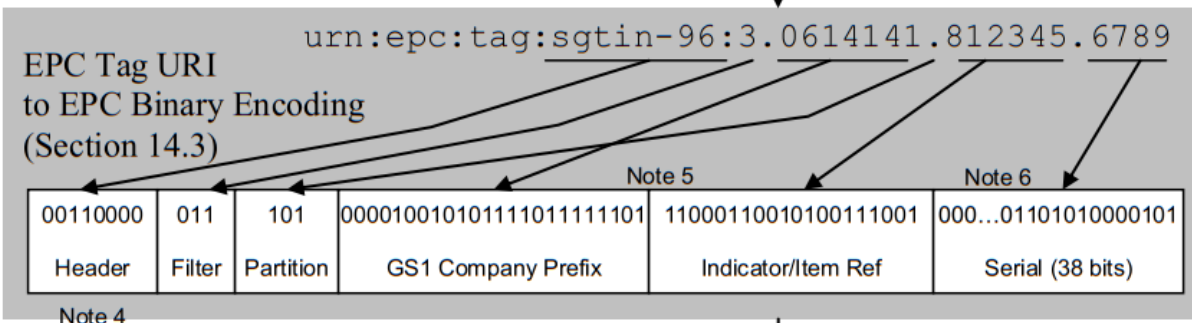 urn:epc:tag:sgtin-96:3.0614141.812345.6789
EPC Tag URI
to EPC Binary Encoding
(Section 14.3)
Note 5
Note 6
00110000 011 101 000010010101111011111101 11000110010100111001 000...01101010000101
Header Filter Partition GS1 Company Prefix Indicator/Item Ref Serial (38 bits)
Note 4